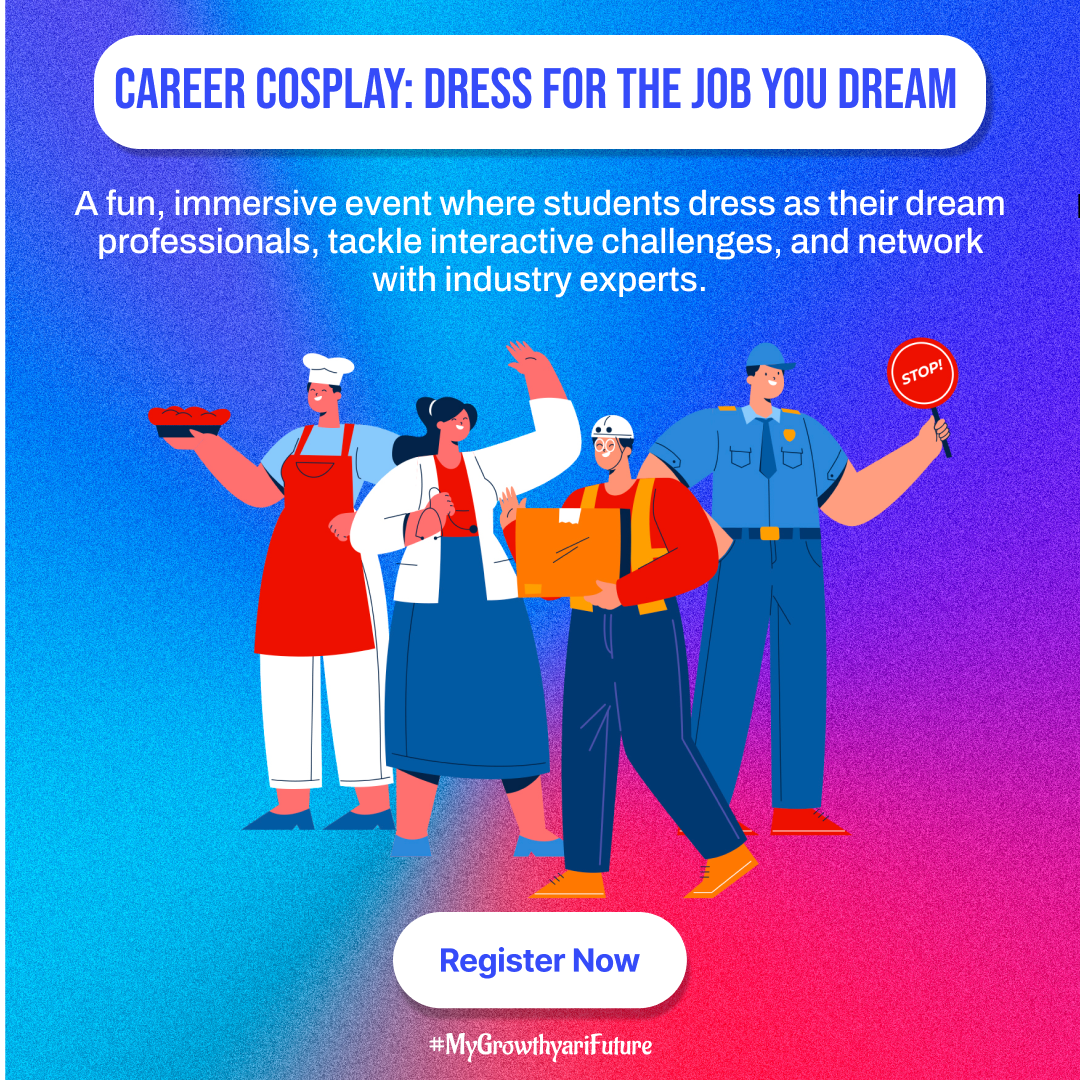 CAREER COSPLAY: DRESS FOR THE JOB YOU DREAM
A fun, immersive event where students dress as their dream
professionals, tackle interactive challenges, and network
with industry experts.
STOP!
Register Now
#MyGrowthyariFuture